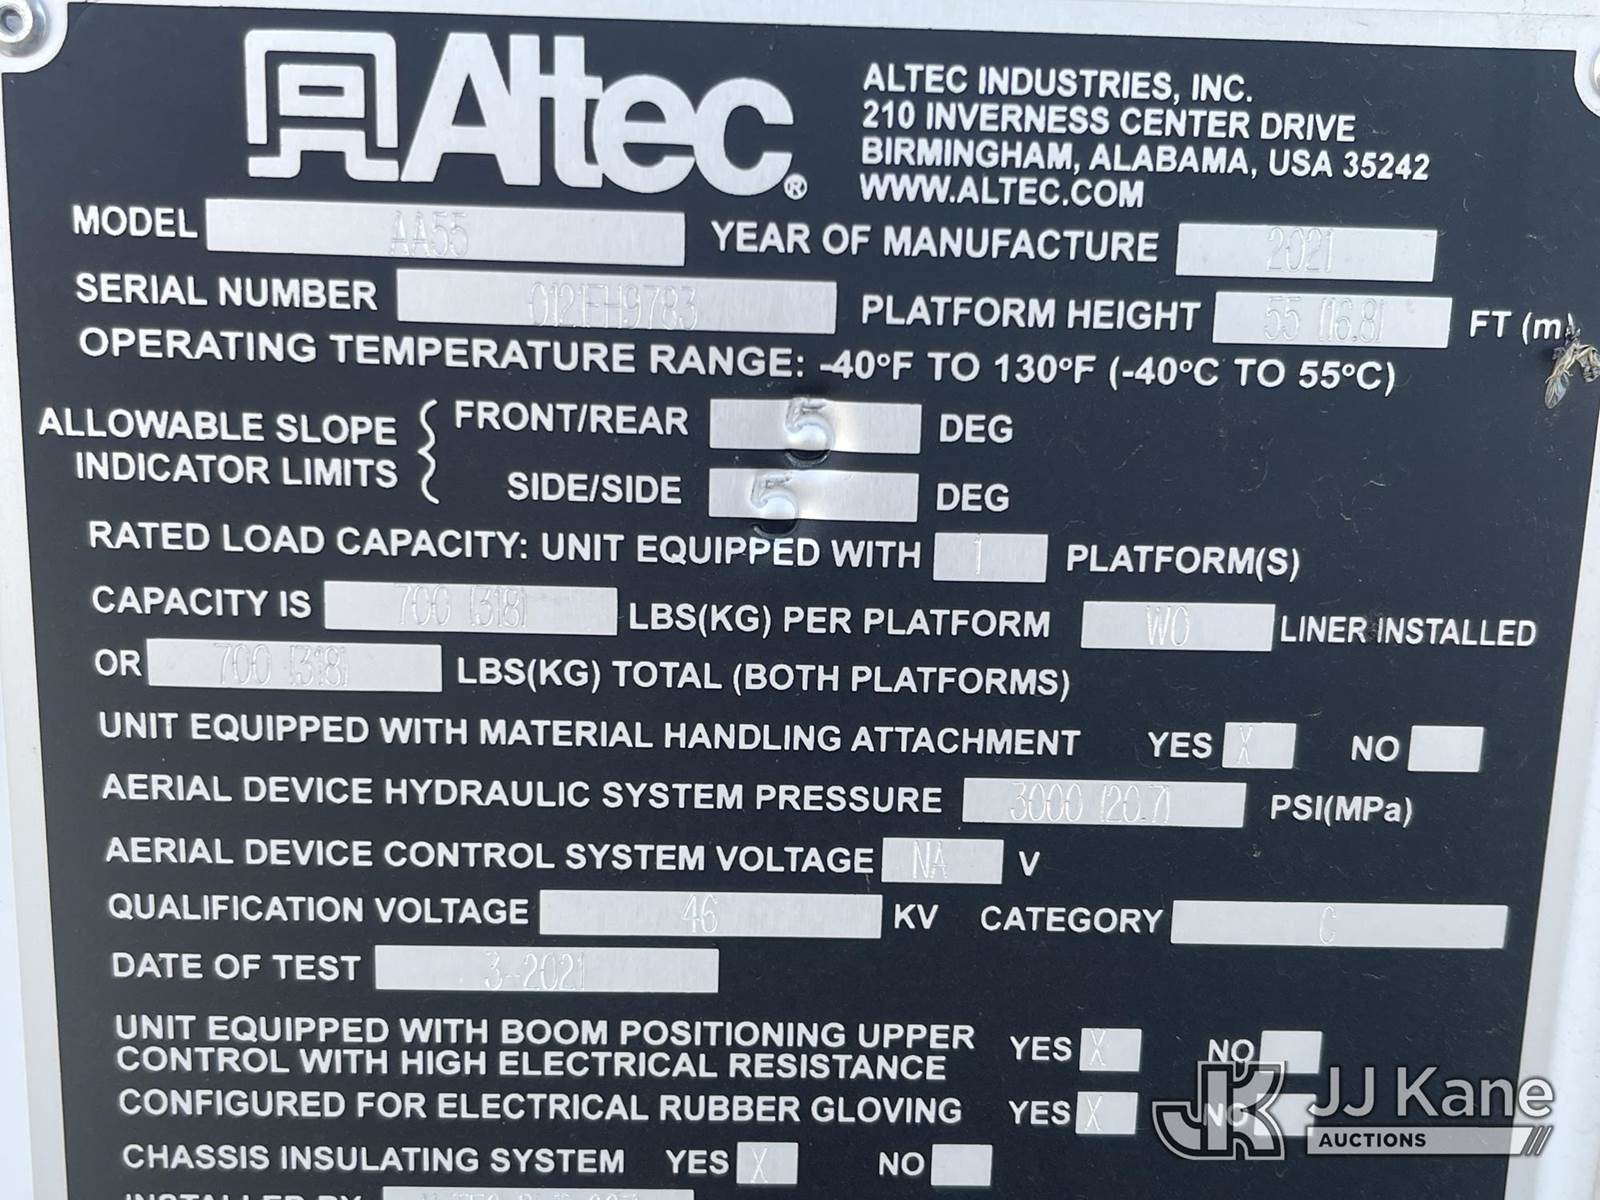 Altec®
ALTEC INDUSTRIES, INC.
210 INVERNESS CENTER DRIVE
BIRMINGHAM, ALABAMA, USA 35242
WWW.ALTEC.COM
MODEL AA55 YEAR OF MANUFACTURE 2021
SERIAL NUMBER 0121FH9783 PLATFORM HEIGHT 55 (16.8) FT (m)
OPERATING TEMPERATURE RANGE: -40°F TO 130°F (-40°C TO 55°C)
ALLOWABLE SLOPE INDICATOR LIMITS { FRONT/REAR 5 DEG
SIDE/SIDE 5 DEG
RATED LOAD CAPACITY: UNIT EQUIPPED WITH 1 PLATFORM(S)
CAPACITY IS 700 (318) LBS(KG) PER PLATFORM WO LINER INSTALLED
OR 700 (318) LBS(KG) TOTAL (BOTH PLATFORMS)
UNIT EQUIPPED WITH MATERIAL HANDLING ATTACHMENT YES X NO
AERIAL DEVICE HYDRAULIC SYSTEM PRESSURE 3000 (20.7) PSI(MPa)
AERIAL DEVICE CONTROL SYSTEM VOLTAGE NA V
QUALIFICATION VOLTAGE 46 KV CATEGORY C
DATE OF TEST 3-2021
UNIT EQUIPPED WITH BOOM POSITIONING UPPER
CONTROL WITH HIGH ELECTRICAL RESISTANCE YES X NO
CONFIGURED FOR ELECTRICAL RUBBER GLOVING YES X NO
CHASSIS INSULATING SYSTEM YES X NO
INSTALLED BY
JK JJ Kane
AUCTIONS